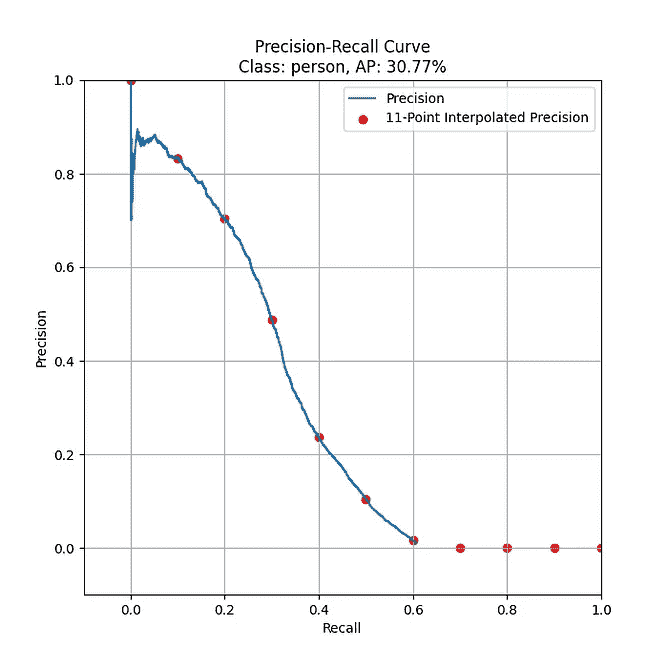 Precision-Recall Curve
Class: person, AP: 30.77%
Precision
11-Point Interpolated Precision
1.0
0.8
0.6
0.4
0.2
0.0
Precision
0.0 0.2 0.4 0.6 0.8 1.0
Recall